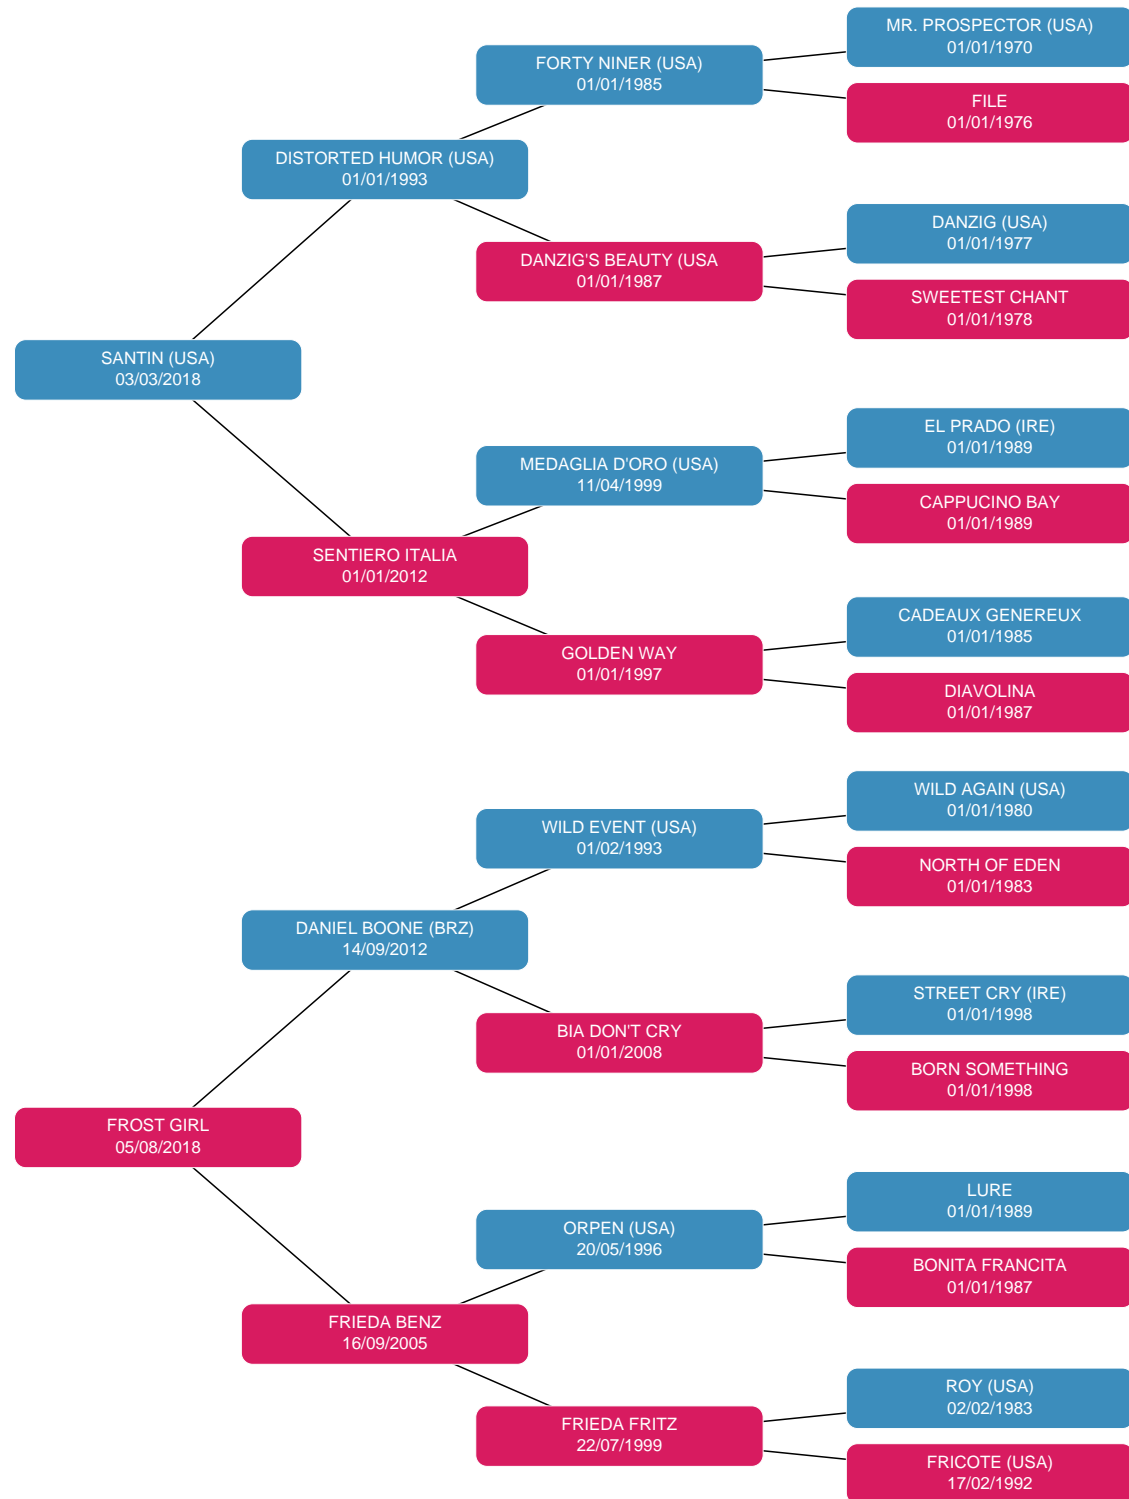 MR. PROSPECTOR (USA)
01/01/1970
FORTY NINER (USA)
01/01/1985
FILE
01/01/1976
DISTORTED HUMOR (USA)
01/01/1993
DANZIG (USA)
01/01/1977
DANZIG'S BEAUTY (USA
01/01/1987
SWEETEST CHANT
01/01/1978
SANTIN (USA)
03/03/2018
EL PRADO (IRE)
01/01/1989
MEDAGLIA D'ORO (USA)
11/04/1999
CAPPUCINO BAY
01/01/1989
SENTIERO ITALIA
01/01/2012
CADEAUX GENEREUX
01/01/1985
GOLDEN WAY
01/01/1997
DIAVOLINA
01/01/1987
WILD AGAIN (USA)
01/01/1980
WILD EVENT (USA)
01/02/1993
NORTH OF EDEN
01/01/1983
DANIEL BOONE (BRZ)
14/09/2012
STREET CRY (IRE)
01/01/1998
BIA DON'T CRY
01/01/2008
BORN SOMETHING
01/01/1998
FROST GIRL
05/08/2018
LURE
01/01/1989
ORPEN (USA)
20/05/1996
BONITA FRANCITA
01/01/1987
FRIEDA BENZ
16/09/2005
ROY (USA)
02/02/1983
FRIEDA FRITZ
22/07/1999
FRICOTE (USA)
17/02/1992